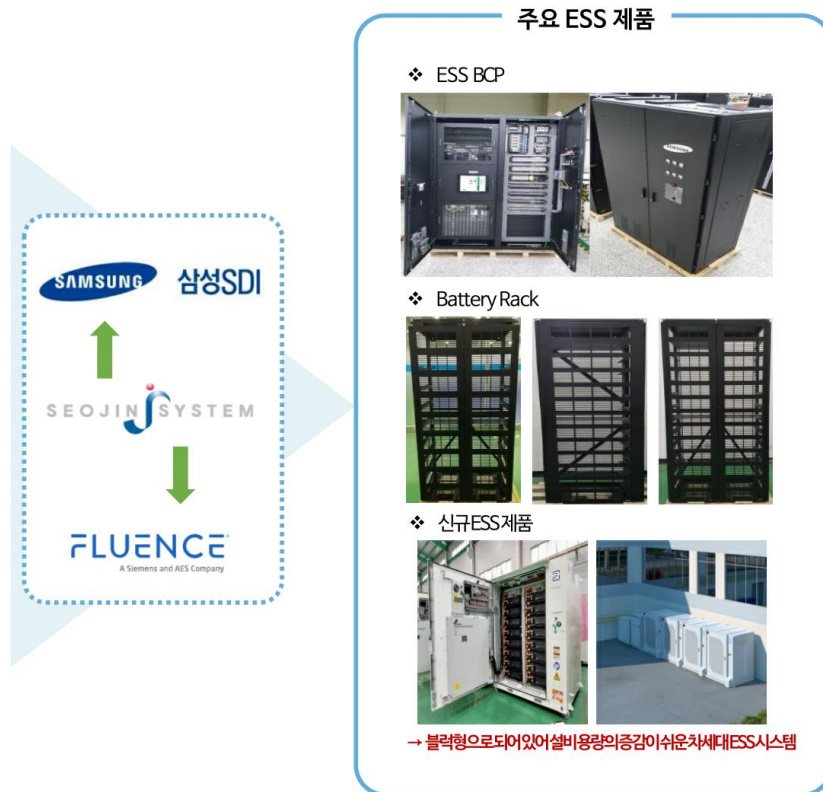 주요 ESS 제품
❖ ESS BCP
SAMSUNG
SAMSUNG 삼성SDI
❖ Battery Rack
SEOJIN SYSTEM
FLUENCE
A Siemens and AES Company
❖ 신규ESS제품
→ 블럭형으로되어있어설비용량의증감이쉬운차세대ESS시스템